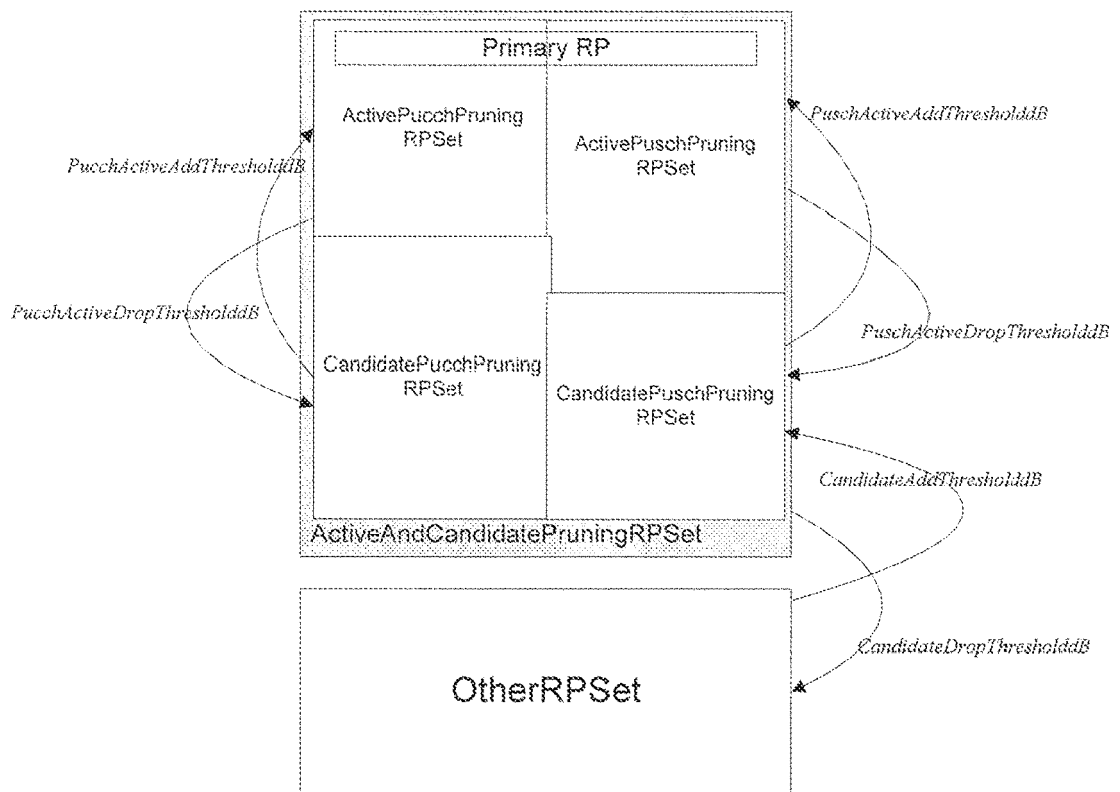 Primary RP
ActivePucchPruning
RPSet
ActivePuschPruning
RPSet
PuschActiveAddThresholddB
PucchActiveAddThresholddB
PucchActiveDropThresholddB
PuschActiveDropThresholddB
CandidatePucchPruning
RPSet
CandidatePuschPruning
RPSet
CandidateAddThresholddB
ActiveAndCandidatePruningRPSet
CandidateDropThresholddB
OtherRPSet